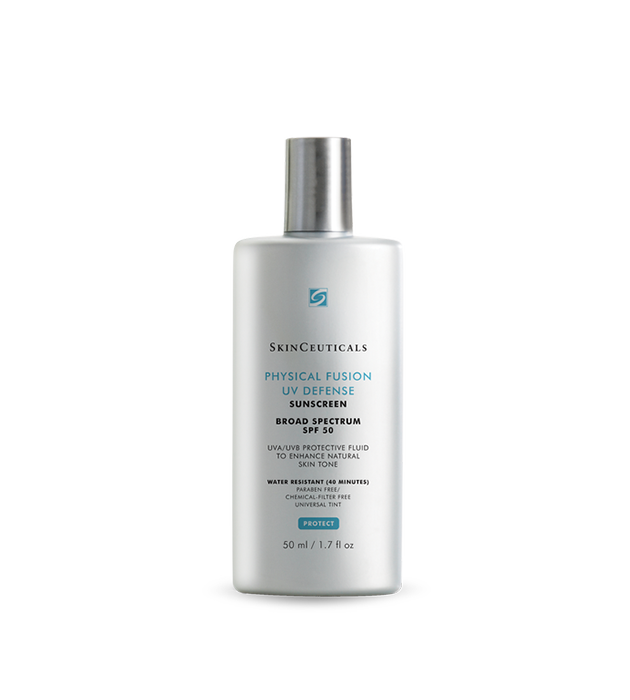 SKINCEUTICALS
PHYSICAL FUSION
UV DEFENSE
SUNSCREEN
BROAD SPECTRUM
SPF 50
UVA/UVB PROTECTIVE FLUID
TO ENHANCE NATURAL
SKIN TONE
WATER RESISTANT (40 MINUTES)
PARABEN FREE/
CHEMICAL-FILTER FREE
UNIVERSAL TINT
PROTECT
50 ml / 1.7 fl oz